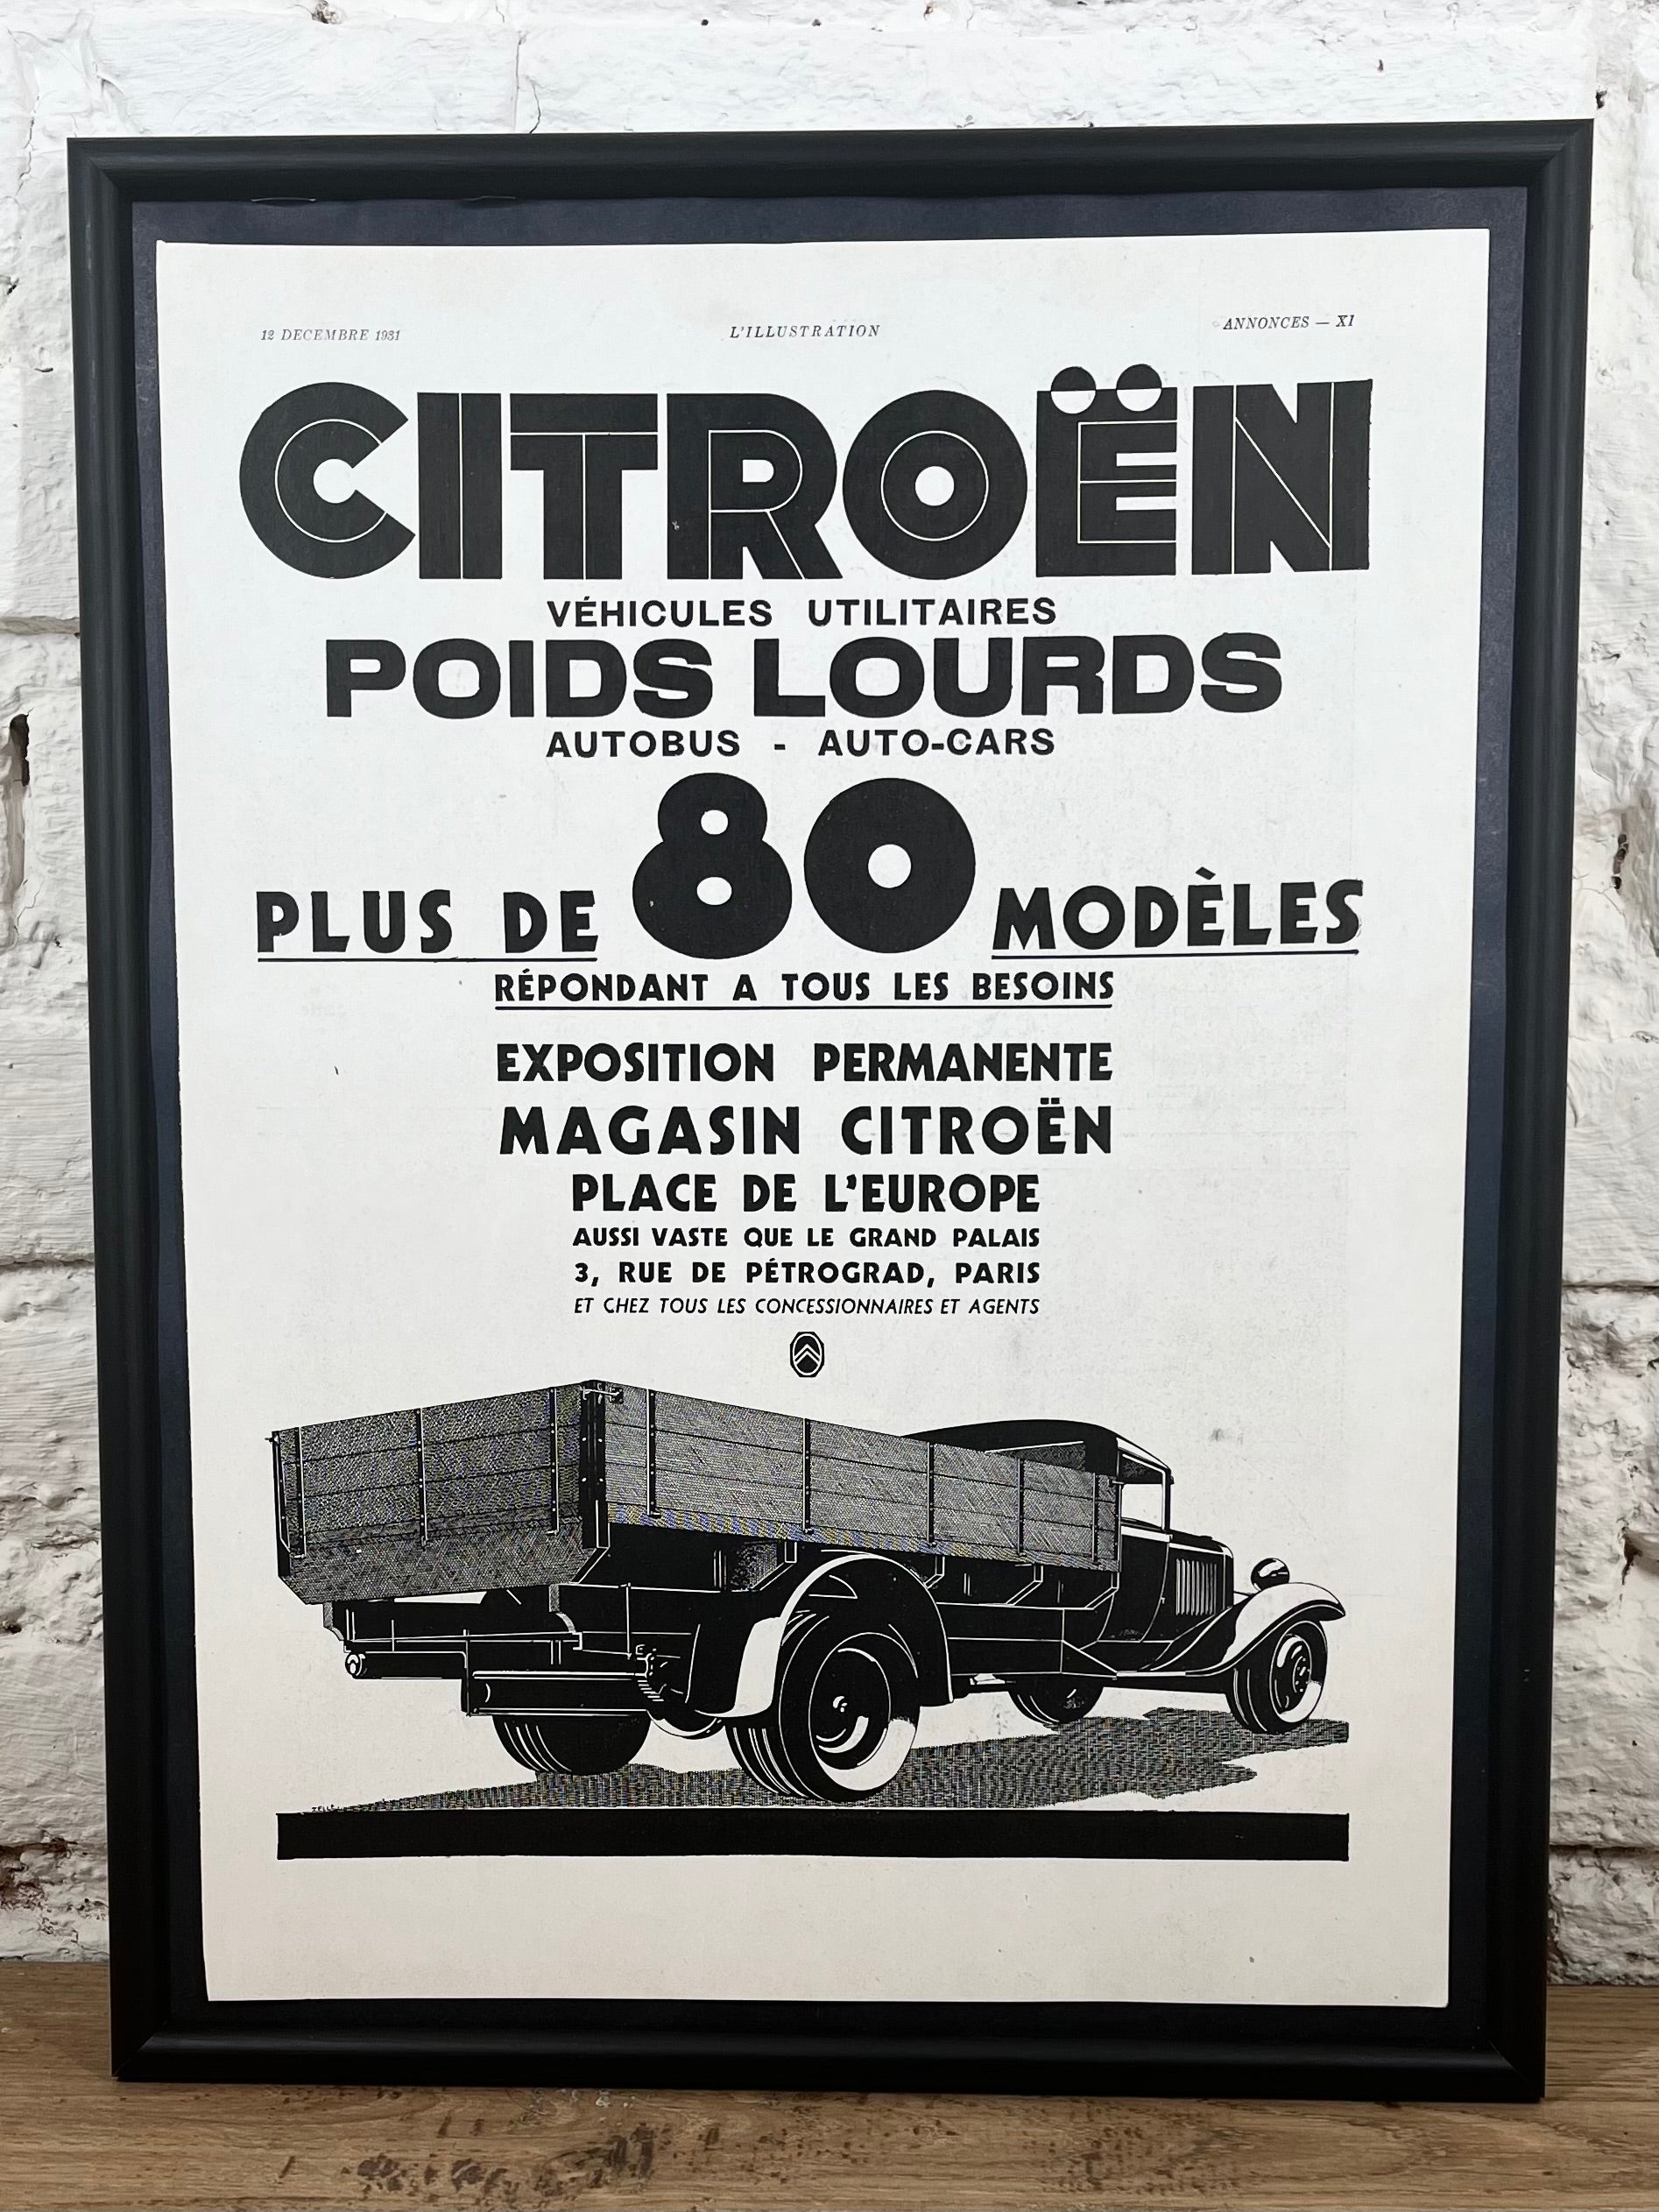 12 DECEMBRE 1931 L'ILLUSTRATION ANNONCES — XI
CITROËN
VÉHICULES UTILITAIRES
POIDS LOURDS
AUTOBUS - AUTO-CARS
PLUS DE 80 MODÈLES
RÉPONDANT A TOUS LES BESOINS
EXPOSITION PERMANENTE
MAGASIN CITROËN
PLACE DE L'EUROPE
AUSSI VASTE QUE LE GRAND PALAIS
3, RUE DE PÉTROGRAD, PARIS
ET CHEZ TOUS LES CONCESSIONNAIRES ET AGENTS